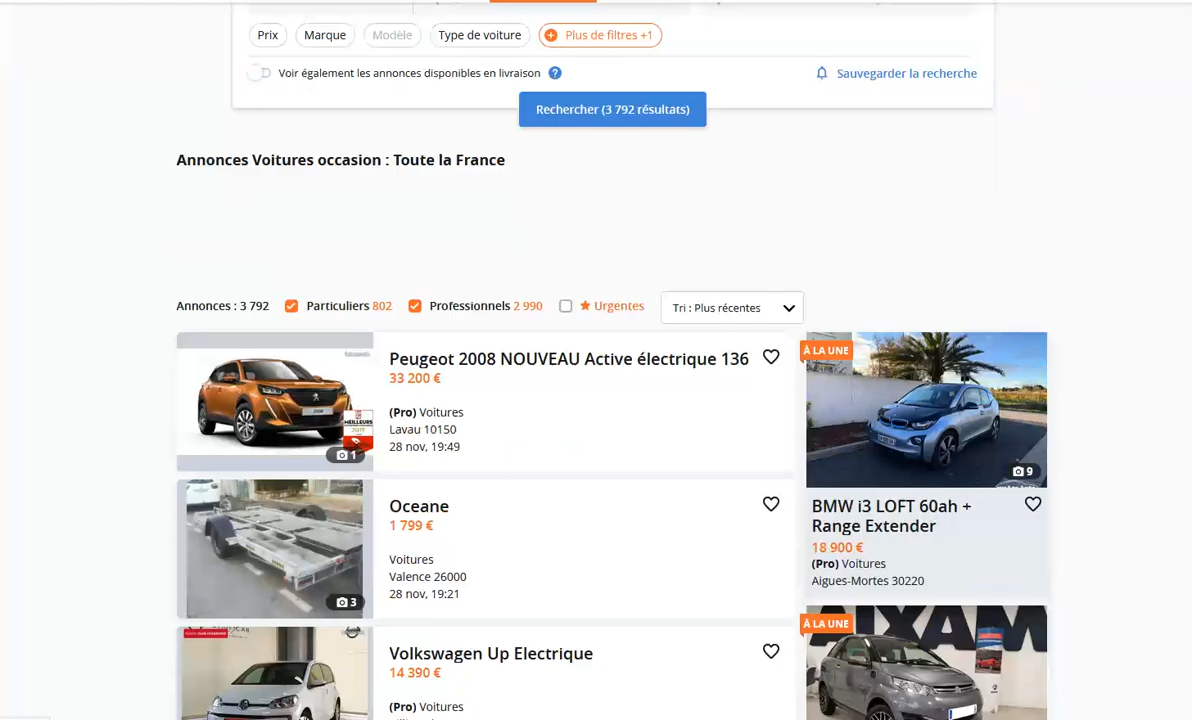 Prix
Marque
Modèle
Type de voiture
Plus de filtres +1
Voir également les annonces disponibles en livraison
?
Sauvegarder la recherche
Rechercher (3 792 résultats)
Annonces Voitures occasion : Toute la France
Annonces : 3 792
Particuliers 802
Professionnels 2 990
Urgentes
Tri : Plus récentes
Peugeot 2008 NOUVEAU Active électrique 136
33 200 €
(Pro) Voitures
Lavau 10150
28 nov, 19:49
1
Oceane
1 799 €
Voitures
Valence 26000
28 nov, 19:21
3
Volkswagen Up Electrique
14 390 €
(Pro) Voitures
À LA UNE
9
BMW i3 LOFT 60ah +
Range Extender
18 900 €
(Pro) Voitures
Aigues-Mortes 30220
À LA UNE
AIXAM